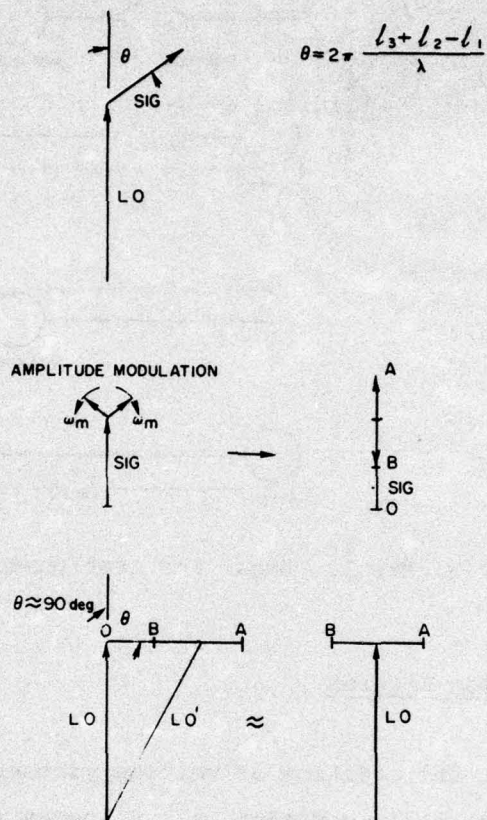 θ = 2π (l3 + l2 − l1) / λ
θ
SIG
LO
AMPLITUDE MODULATION
ωm ωm
SIG
A
B
SIG
O
θ ≈ 90 deg
θ
O B A
LO LO' ≈
B A
LO